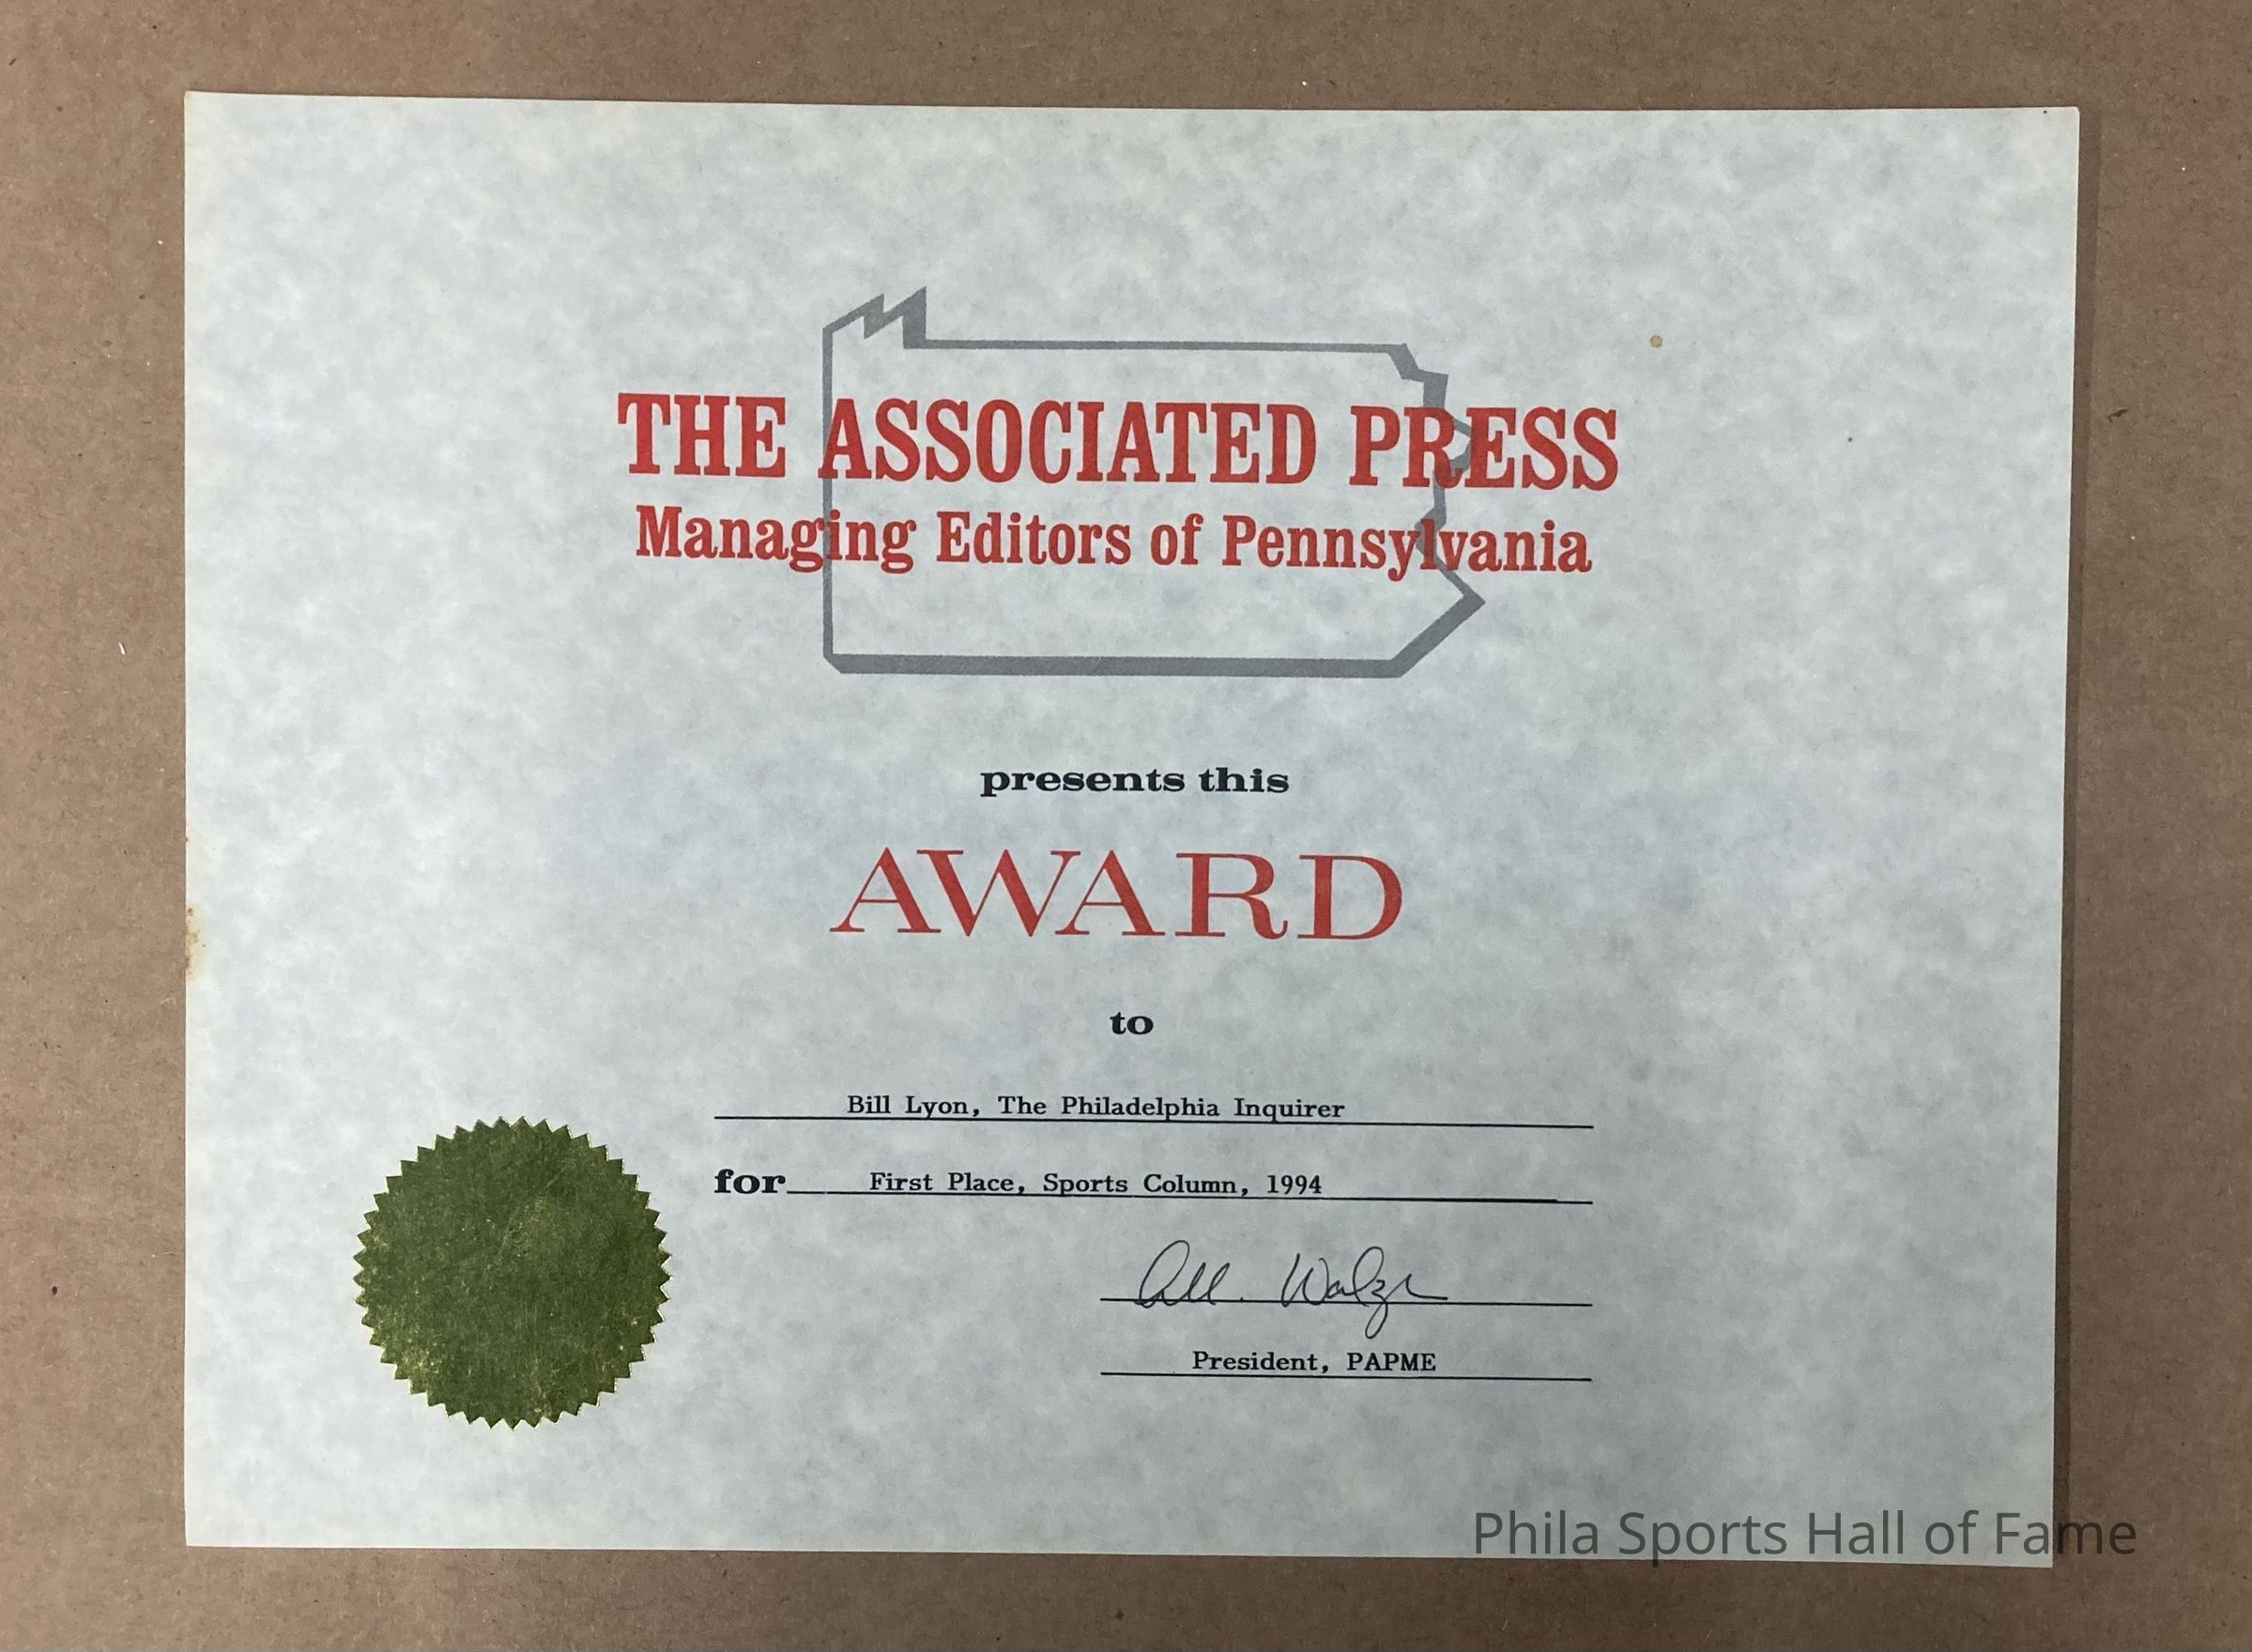 THE ASSOCIATED PRESS
Managing Editors of Pennsylvania
presents this
AWARD
to
Bill Lyon, The Philadelphia Inquirer
for First Place, Sports Column, 1994
President, PAPME
Phila Sports Hall of Fame